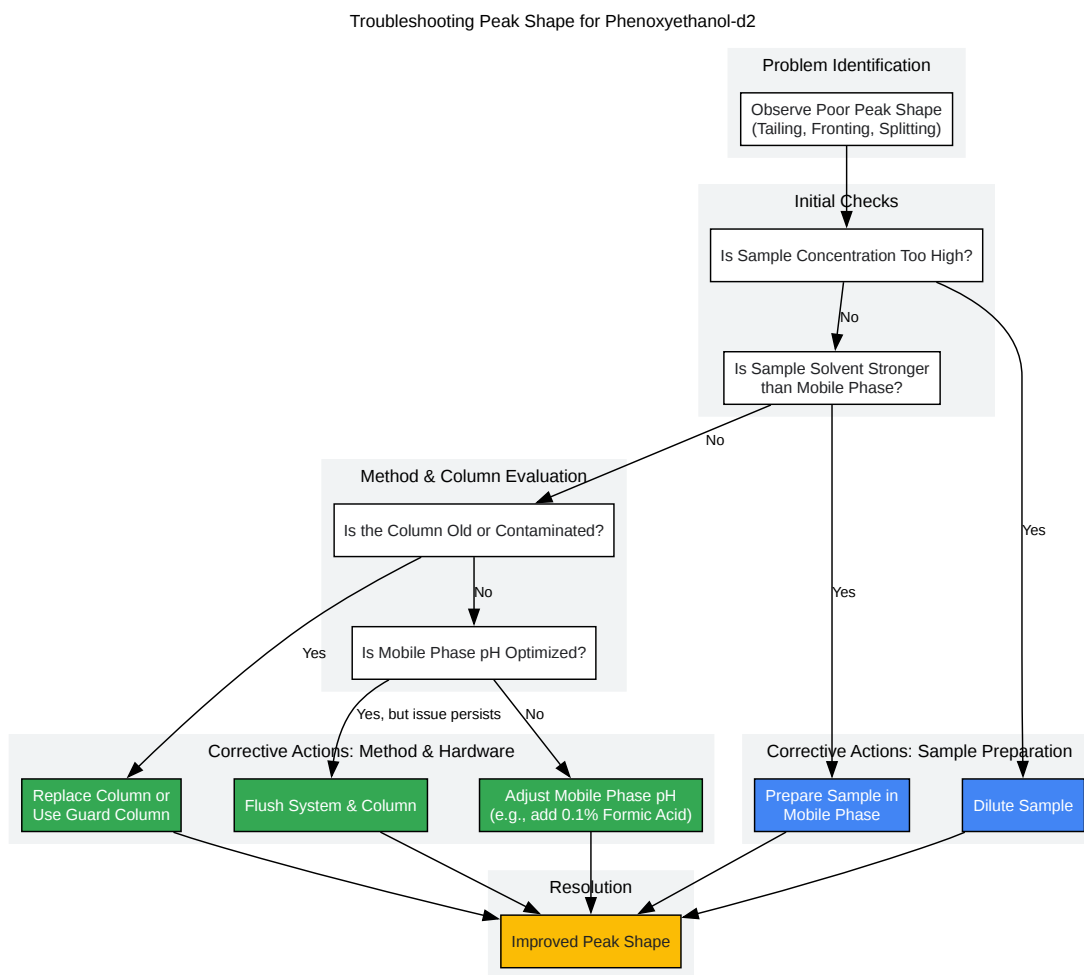 Troubleshooting Peak Shape for Phenoxyethanol-d2
Problem Identification
Observe Poor Peak Shape
(Tailing, Fronting, Splitting)
Initial Checks
Is Sample Concentration Too High?
No
Is Sample Solvent Stronger
than Mobile Phase?
No
Method & Column Evaluation
Is the Column Old or Contaminated?
Yes
Yes
No
Is Mobile Phase pH Optimized?
Yes
Yes, but issue persists
No
Corrective Actions: Method & Hardware
Replace Column or
Use Guard Column
Flush System & Column
Adjust Mobile Phase pH
(e.g., add 0.1% Formic Acid)
Corrective Actions: Sample Preparation
Prepare Sample in
Mobile Phase
Dilute Sample
Resolution
Improved Peak Shape